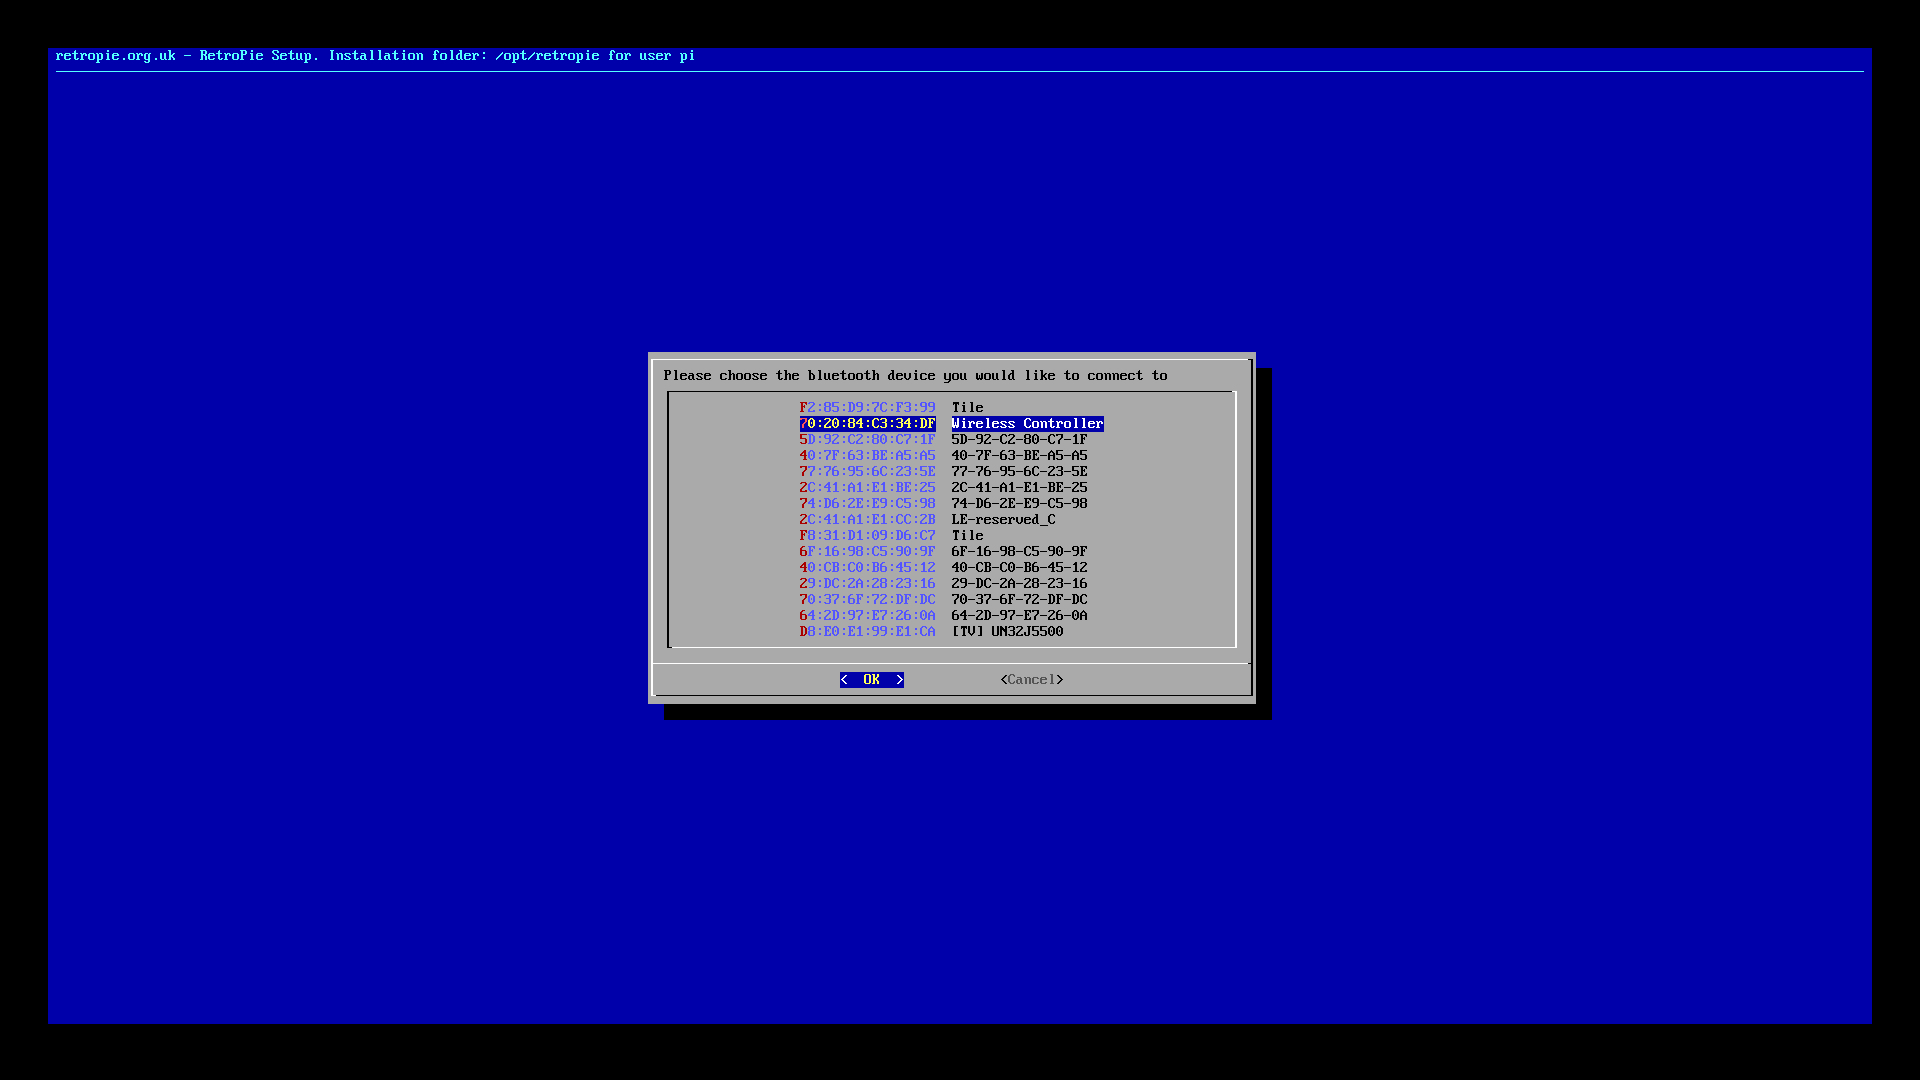 retropie.org.uk - RetroPie Setup. Installation folder: /opt/retropie for user pi
Please choose the bluetooth device you would like to connect to
F2:85:D9:7C:F3:99 Tile
70:20:84:C3:34:DF Wireless Controller
5D:92:C2:80:C7:1F 5D-92-C2-80-C7-1F
40:7F:63:BE:A5:A5 40-7F-63-BE-A5-A5
77:76:95:6C:23:5E 77-76-95-6C-23-5E
2C:41:A1:E1:BE:25 2C-41-A1-E1-BE-25
74:D6:2E:E9:C5:98 74-D6-2E-E9-C5-98
2C:41:A1:E1:CC:2B LE-reserved_C
F8:31:D1:09:D6:C7 Tile
6F:16:98:C5:90:9F 6F-16-98-C5-90-9F
40:CB:C0:B6:45:12 40-CB-C0-B6-45-12
29:DC:2A:28:23:16 29-DC-2A-28-23-16
70:37:6F:72:DF:DC 70-37-6F-72-DF-DC
64:2D:97:E7:26:0A 64-2D-97-E7-26-0A
D8:E0:E1:99:E1:CA [TV] UN32J5500
< OK > <Cancel>